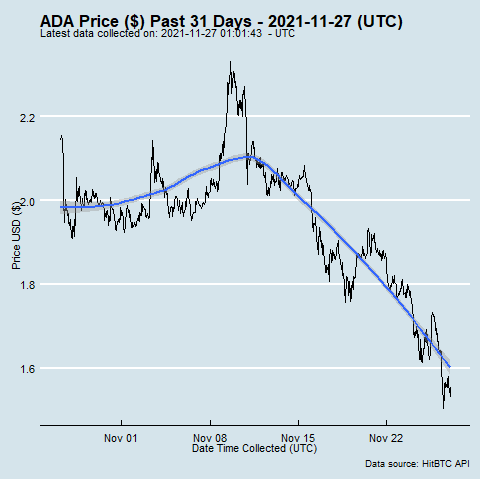 ADA Price ($) Past 31 Days - 2021-11-27 (UTC)
Latest data collected on: 2021-11-27 01:01:43  - UTC
2.2
2.0
1.8
1.6
Price USD ($)
Nov 01
Nov 08
Nov 15
Nov 22
Date Time Collected (UTC)
Data source: HitBTC API